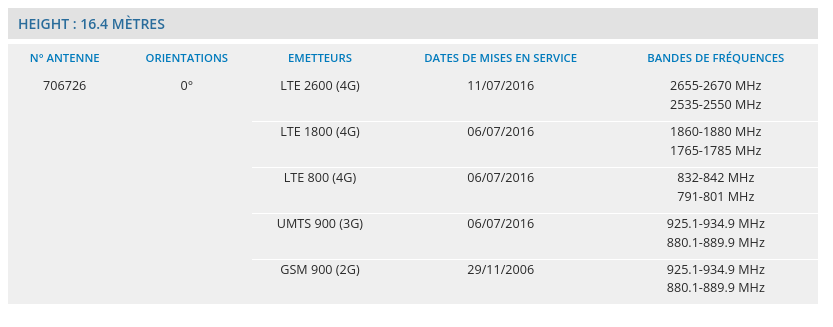 HEIGHT : 16.4 MÈTRES
N° ANTENNE ORIENTATIONS EMETTEURS DATES DE MISES EN SERVICE BANDES DE FRÉQUENCES
706726 0° LTE 2600 (4G) 11/07/2016 2655-2670 MHz
2535-2550 MHz
LTE 1800 (4G) 06/07/2016 1860-1880 MHz
1765-1785 MHz
LTE 800 (4G) 06/07/2016 832-842 MHz
791-801 MHz
UMTS 900 (3G) 06/07/2016 925.1-934.9 MHz
880.1-889.9 MHz
GSM 900 (2G) 29/11/2006 925.1-934.9 MHz
880.1-889.9 MHz